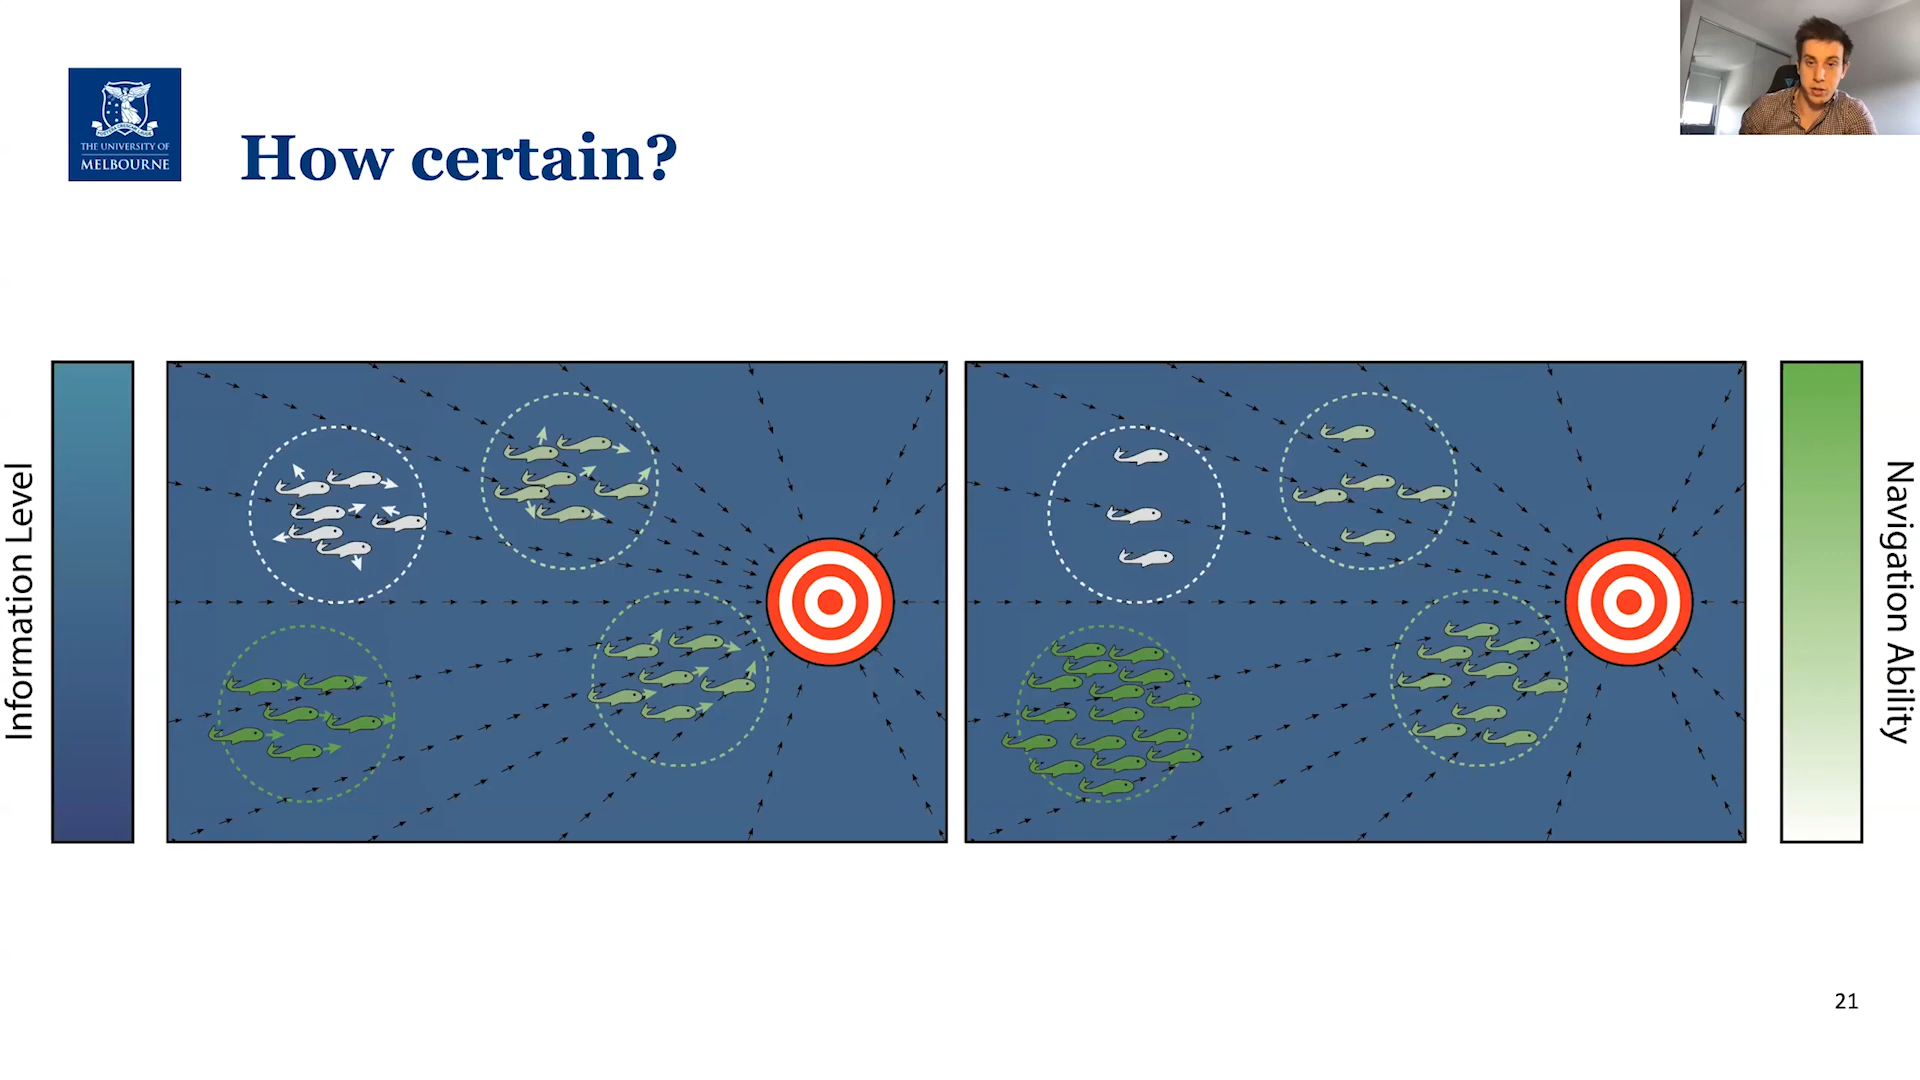 THE UNIVERSITY OF
MELBOURNE
How certain?
Information Level
Navigation Ability
21